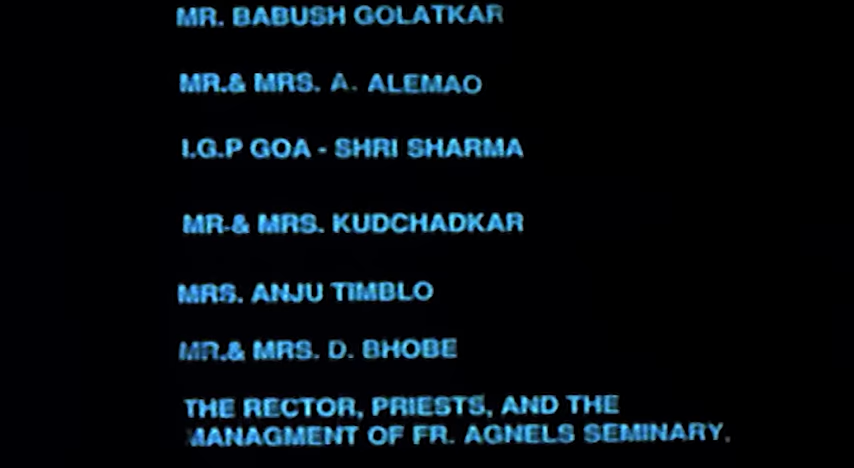 MR. BABUSH GOLATKAR
MR.& MRS. A. ALEMAO
I.G.P GOA - SHRI SHARMA
MR.& MRS. KUDCHADKAR
MRS. ANJU TIMBLO
MR.& MRS. D. BHOBE
THE RECTOR, PRIESTS, AND THE
MANAGMENT OF FR. AGNELS SEMINARY.